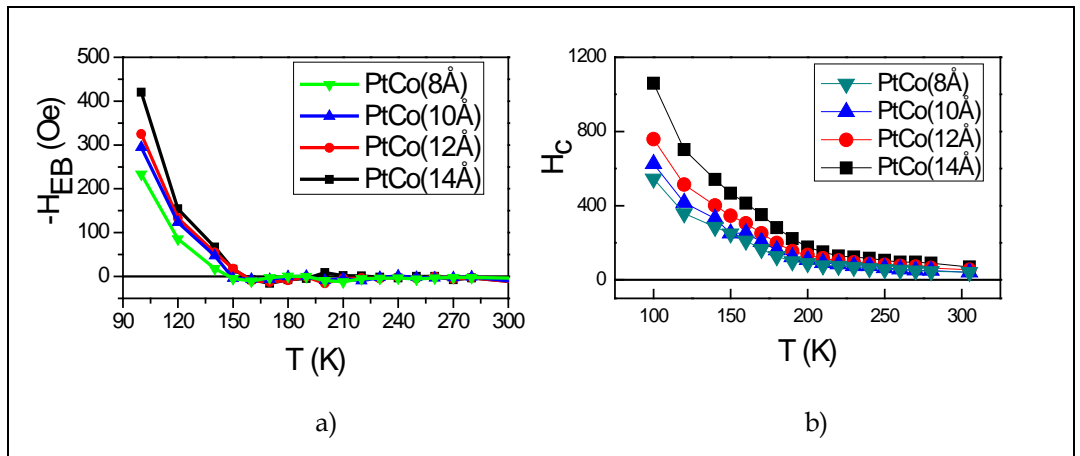 500
400
300
200
100
0
-H_EB (Oe)
90 120 150 180 210 240 270 300
T (K)
PtCo(8Å)
PtCo(10Å)
PtCo(12Å)
PtCo(14Å)
a)
1200
800
400
0
H_C
100 150 200 250 300
T (K)
PtCo(8Å)
PtCo(10Å)
PtCo(12Å)
PtCo(14Å)
b)